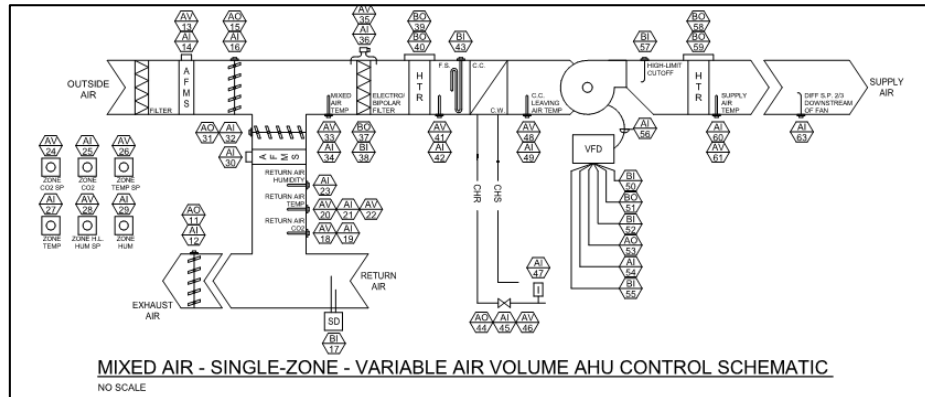 AV 13
AI 14
AO 15
AI 16
AV 35
AI 36
BO 39
BO 40
BI 43
BI 57
BO 58
BO 59
OUTSIDE AIR
FILTER
AFMS
MIXED AIR TEMP
ELECTRO/ BIPOLAR FILTER
HTR
F.S.
C.C.
C.W.
C.C. LEAVING AIR TEMP
HIGH-LIMIT CUTOFF
HTR
SUPPLY AIR TEMP
DIFF S.P. 2/3 DOWNSTREAM OF FAN
SUPPLY AIR
AO 31
AI 32
AI 30
AFMS
AV 33
AI 34
BO 37
BI 38
AV 41
AI 42
AV 48
AI 49
AI 56
VFD
AI 60
AV 61
AI 63
AV 24
AI 25
AV 26
ZONE CO2 SP
ZONE CO2
ZONE TEMP SP
AI 27
AV 28
AI 29
ZONE TEMP
ZONE H.L. HUM SP
ZONE HUM
RETURN AIR HUMIDITY
AI 23
RETURN AIR TEMP
AV 20
AI 21
AV 22
RETURN AIR CO2
AV 18
AI 19
AO 11
AI 12
CHR
CHS
BI 50
BO 51
BI 52
AO 53
AI 54
BI 55
AI 47
I
EXHAUST AIR
RETURN AIR
SD
BI 17
AO 44
AI 45
AV 46
MIXED AIR - SINGLE-ZONE - VARIABLE AIR VOLUME AHU CONTROL SCHEMATIC
NO SCALE